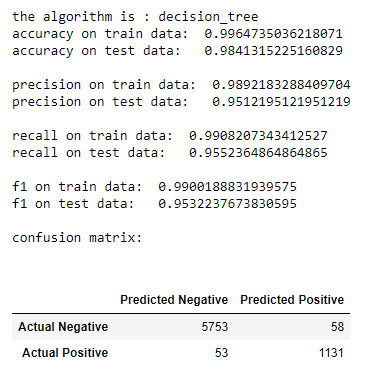 the algorithm is : decision_tree
accuracy on train data: 0.9964735036218071
accuracy on test data: 0.9841315225160829
precision on train data: 0.9892183288409704
precision on test data: 0.9512195121951219
recall on train data: 0.9908207343412527
recall on test data: 0.9552364864864865
f1 on train data: 0.9900188831939575
f1 on test data: 0.9532237673830595
confusion matrix:
Predicted Negative Predicted Positive
Actual Negative 5753 58
Actual Positive 53 1131